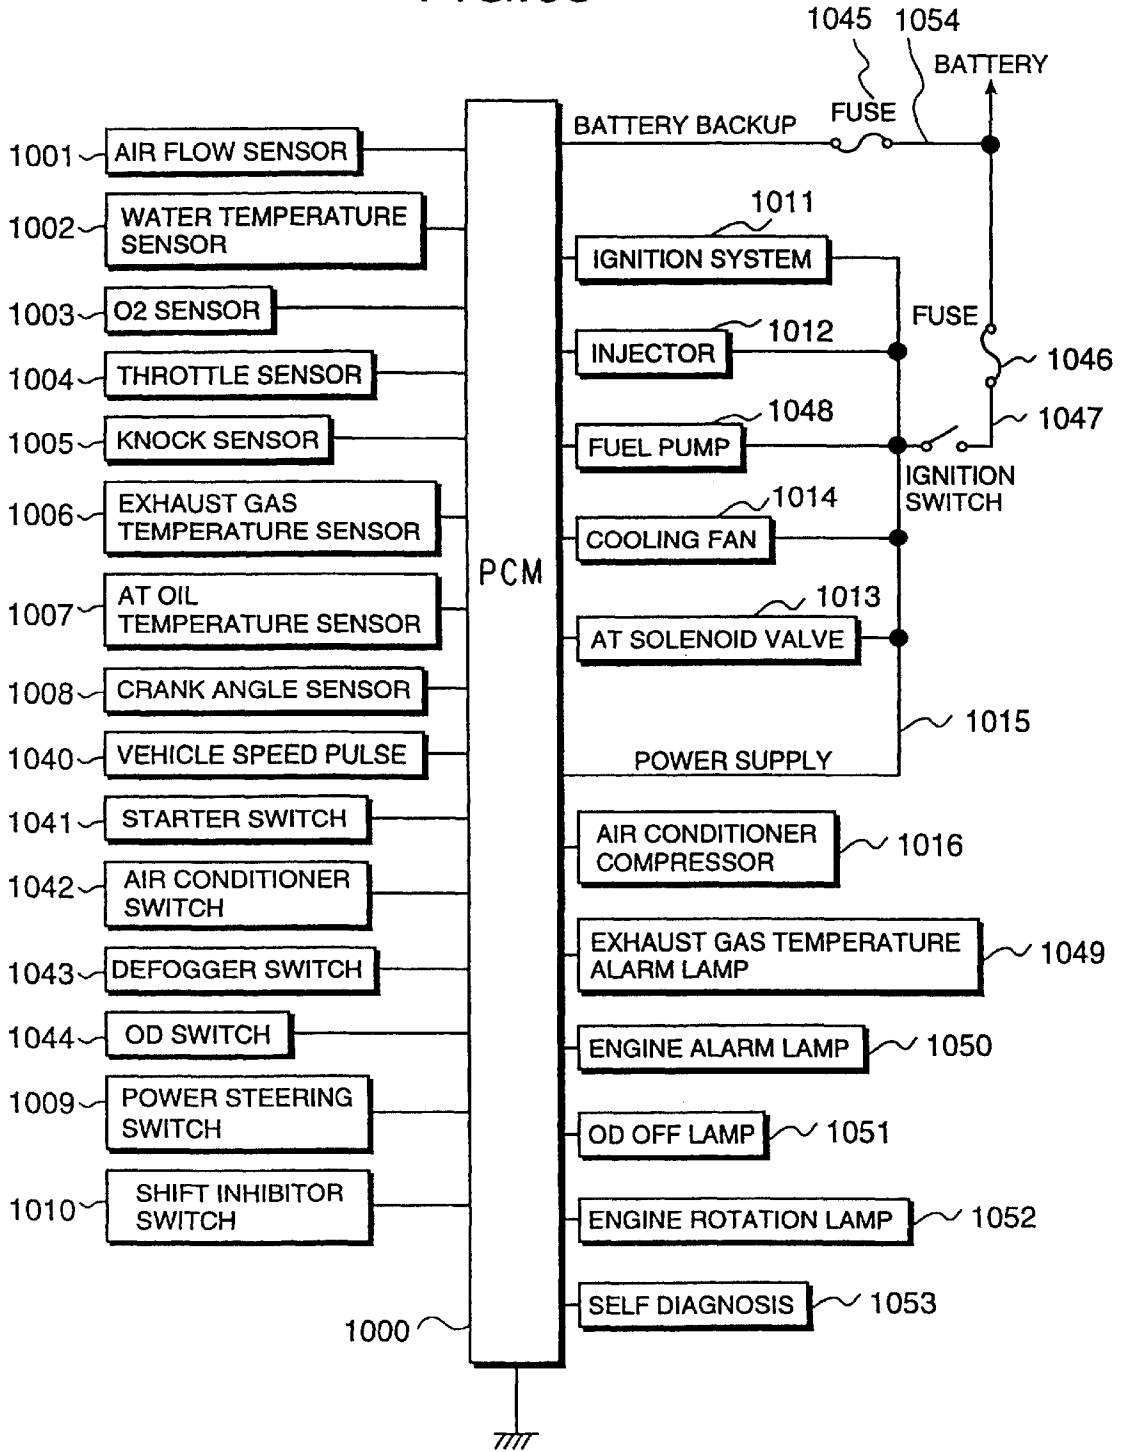 1045 1054
BATTERY
FUSE
BATTERY BACKUP
1001 AIR FLOW SENSOR
1002 WATER TEMPERATURE
SENSOR
1003 O2 SENSOR
1004 THROTTLE SENSOR
1005 KNOCK SENSOR
1006 EXHAUST GAS
TEMPERATURE SENSOR
1007 AT OIL
TEMPERATURE SENSOR
1008 CRANK ANGLE SENSOR
1040 VEHICLE SPEED PULSE
1041 STARTER SWITCH
1042 AIR CONDITIONER
SWITCH
1043 DEFOGGER SWITCH
1044 OD SWITCH
1009 POWER STEERING
SWITCH
1010 SHIFT INHIBITOR
SWITCH
PCM
1000
1011
IGNITION SYSTEM
1012
INJECTOR
1048
FUEL PUMP
1014
COOLING FAN
1013
AT SOLENOID VALVE
FUSE
1046
1047
IGNITION
SWITCH
1015
POWER SUPPLY
AIR CONDITIONER
COMPRESSOR
1016
EXHAUST GAS TEMPERATURE
ALARM LAMP
1049
ENGINE ALARM LAMP 1050
OD OFF LAMP 1051
ENGINE ROTATION LAMP 1052
SELF DIAGNOSIS 1053